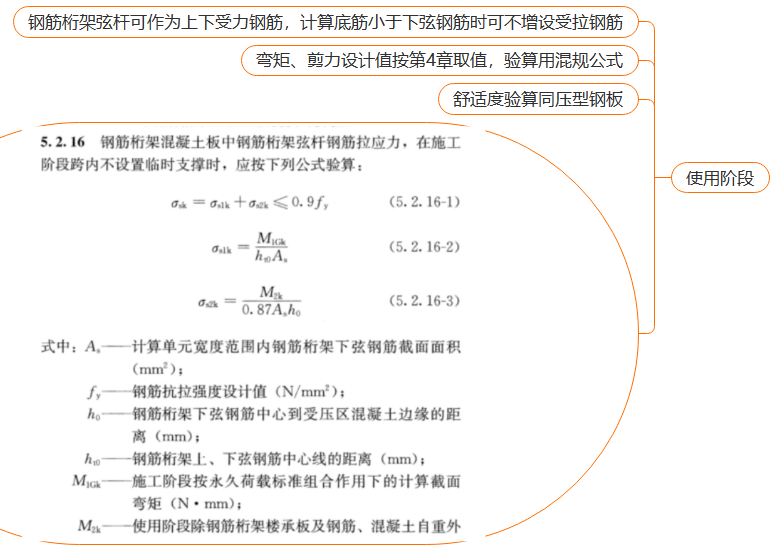 钢筋桁架弦杆可作为上下受力钢筋，计算底筋小于下弦钢筋时可不增设受拉钢筋
弯矩、剪力设计值按第4章取值，验算用混规公式
舒适度验算同压型钢板
使用阶段
5.2.16 钢筋桁架混凝土板中钢筋桁架弦杆钢筋拉应力，在施工
阶段跨内不设置临时支撑时，应按下列公式验算：
σsk = σs1k + σs2k ≤ 0.9fy (5.2.16-1)
σs1k = M1Gk / ht0As (5.2.16-2)
σs2k = M2k / 0.87Ash0 (5.2.16-3)
式中：As——计算单元宽度范围内钢筋桁架下弦钢筋截面面积
(mm²)；
fy——钢筋抗拉强度设计值（N/mm²）；
h0——钢筋桁架下弦钢筋中心到受压区混凝土边缘的距
离（mm）；
ht0——钢筋桁架上、下弦钢筋中心线的距离（mm）；
M1Gk——施工阶段按永久荷载标准组合作用下的计算截面
弯矩（N·mm）；
M2k——使用阶段除钢筋桁架楼承板及钢筋、混凝土自重外